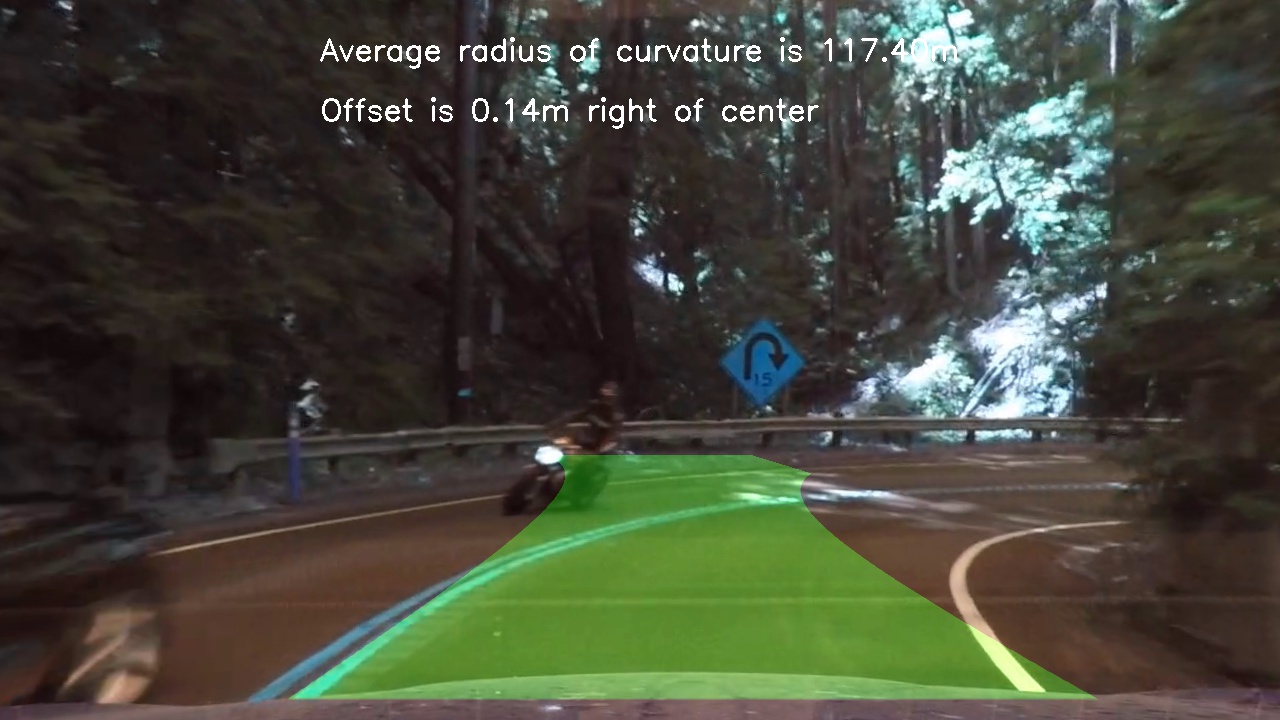 Average radius of curvature is 117.40m
Offset is 0.14m right of center
15